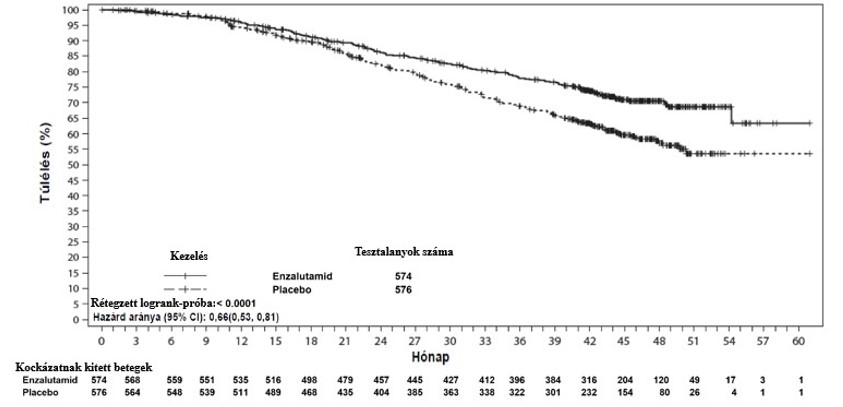 100
95
90
85
80
75
70
65
60
55
50
45
40
35
30
25
20
15
10
5
0
Túlélés (%)
Kezelés Tesztalanyok száma
Enzalutamid 574
Placebo 576
Rétegzett logrank-próba:< 0.0001
Hazárd aránya (95% CI): 0,66(0,53, 0,81)
0 3 6 9 12 15 18 21 24 27 30 33 36 39 42 45 48 51 54 57 60
Hónap
Kockázatnak kitett betegek
Enzalutamid 574 568 559 551 535 516 498 479 457 445 427 412 396 384 316 204 120 49 17 3 1
Placebo 576 564 548 539 511 489 468 435 404 385 363 338 322 301 232 154 80 26 4 1 1